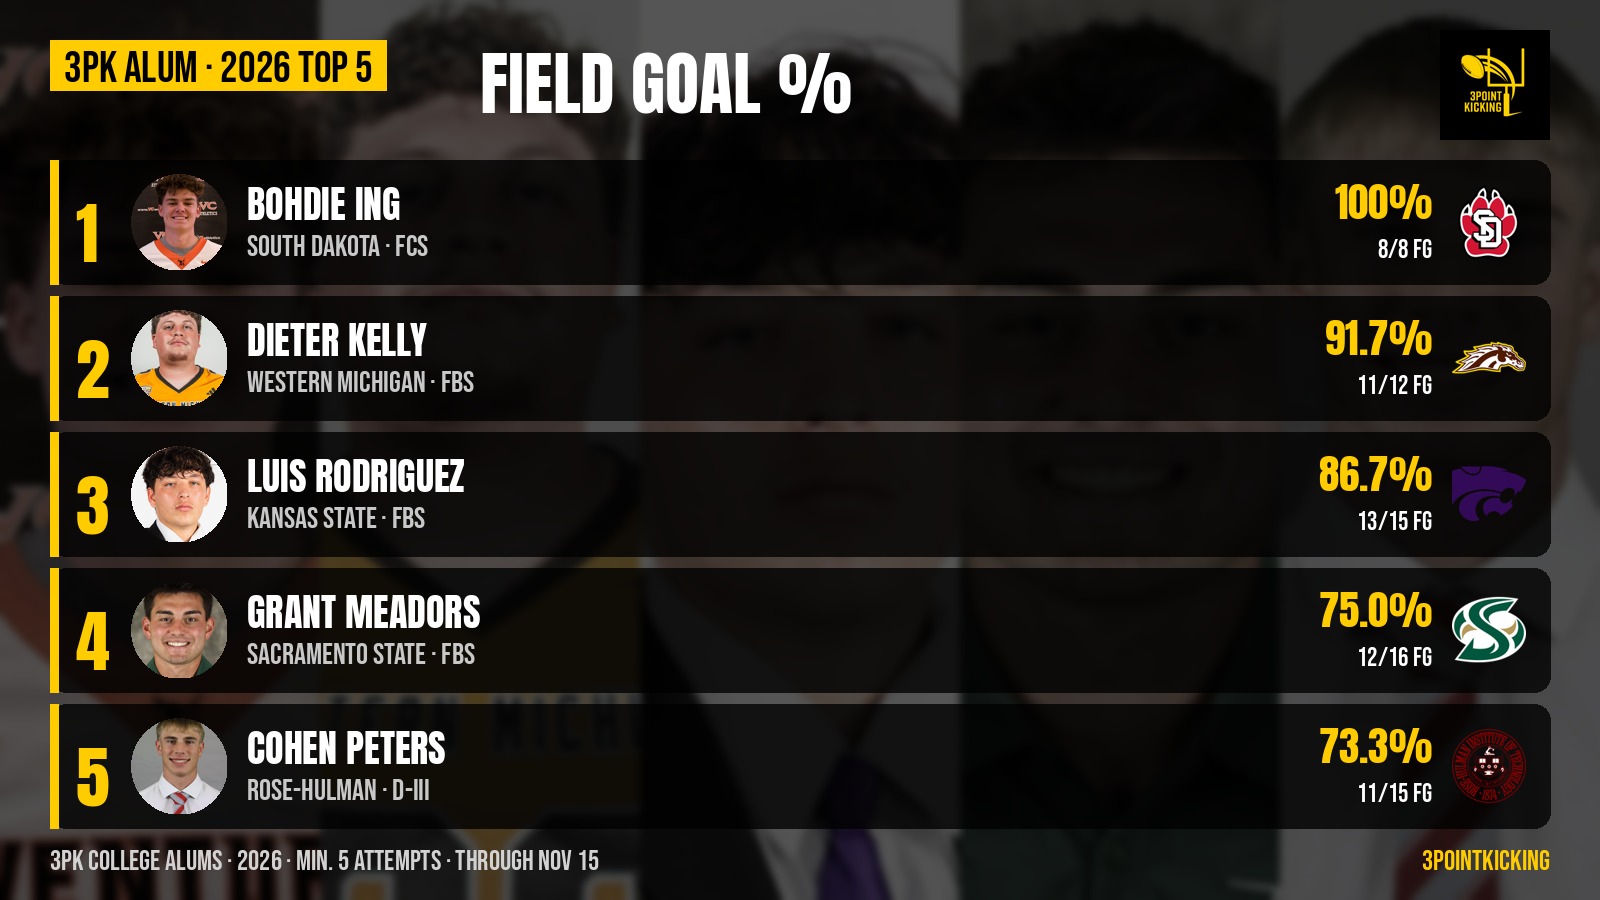 3PK ALUM · 2026 TOP 5
FIELD GOAL %
3POINT
KICKING
1
BOHDIE ING
SOUTH DAKOTA · FCS
100%
8/8 FG
2
DIETER KELLY
WESTERN MICHIGAN · FBS
91.7%
11/12 FG
3
LUIS RODRIGUEZ
KANSAS STATE · FBS
86.7%
13/15 FG
4
GRANT MEADORS
SACRAMENTO STATE · FBS
75.0%
12/16 FG
5
COHEN PETERS
ROSE-HULMAN · D-III
73.3%
11/15 FG
3PK COLLEGE ALUMS · 2026 · MIN. 5 ATTEMPTS · THROUGH NOV 15
3POINTKICKING